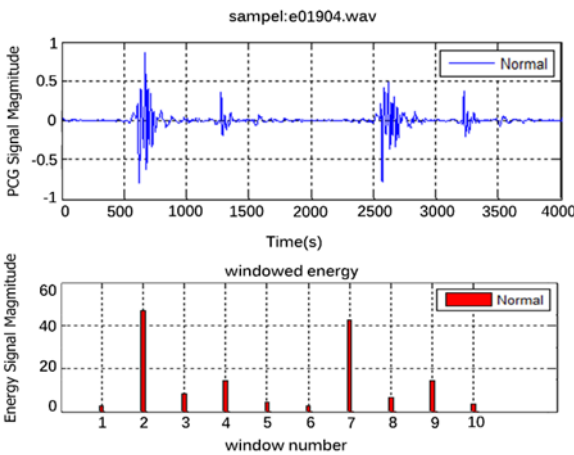 sampel:e01904.wav
PCG Signal Magmitude
1
0.5
0
-0.5
-1
Normal
0 500 1000 1500 2000 2500 3000 3500 4000
Time(s)
windowed energy
Energy Signal Magmitude
60
40
20
0
Normal
1 2 3 4 5 6 7 8 9 10
window number